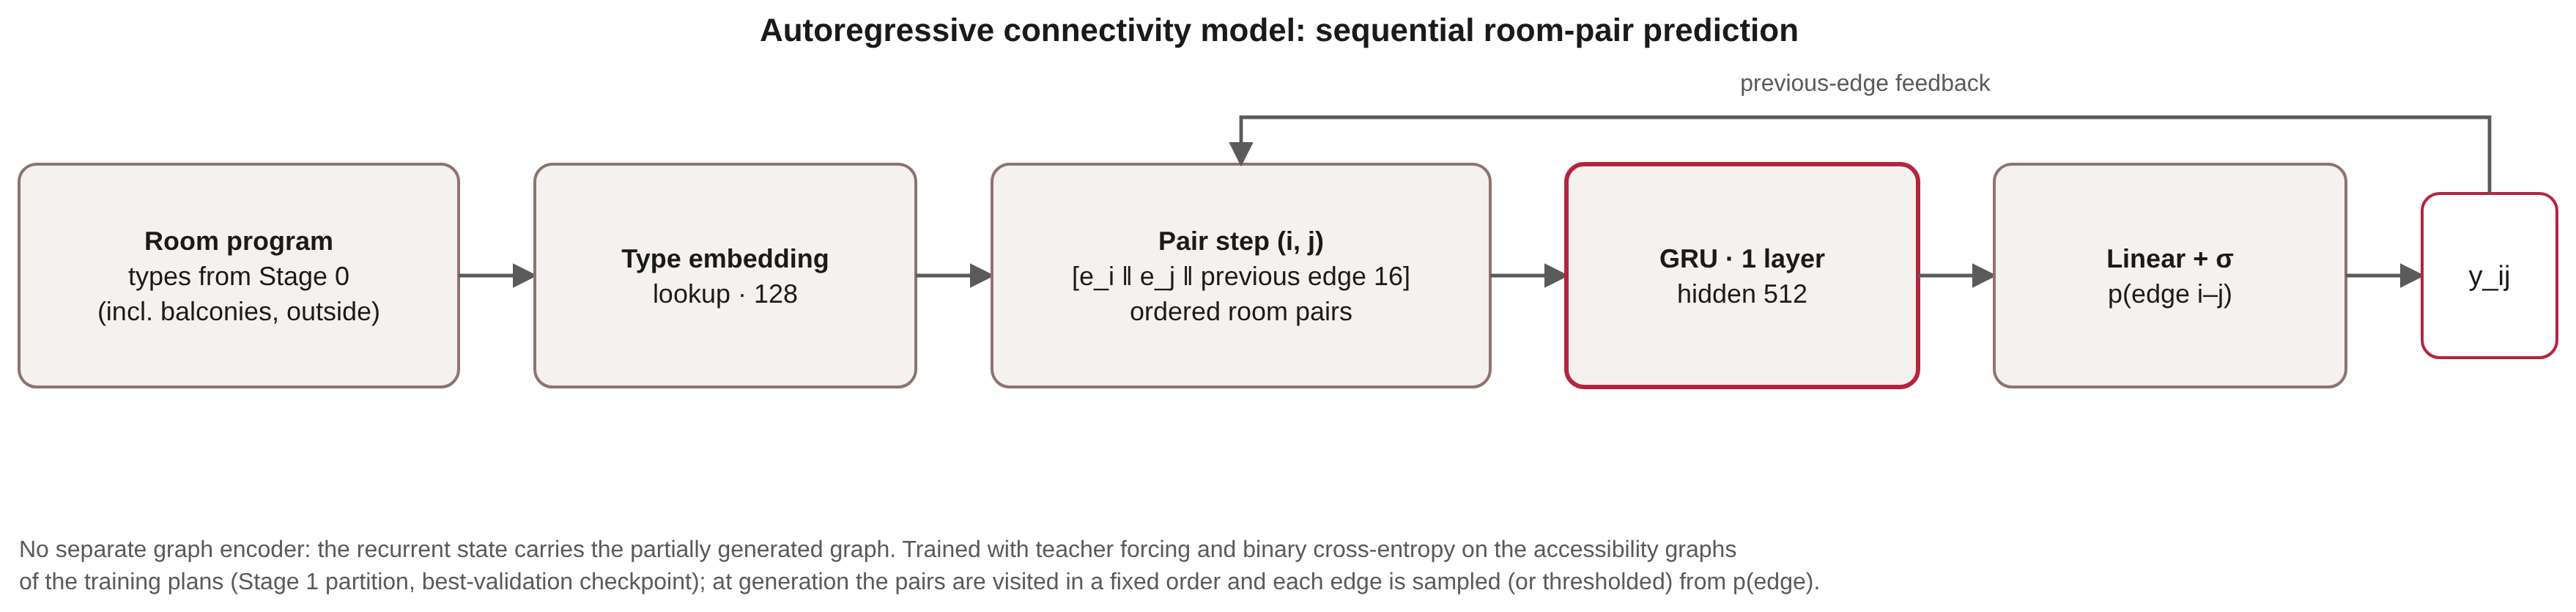 Autoregressive connectivity model: sequential room-pair prediction
previous-edge feedback
Room program
types from Stage 0
(incl. balconies, outside)
Type embedding
lookup · 128
Pair step (i, j)
[e_i ‖ e_j ‖ previous edge 16]
ordered room pairs
GRU · 1 layer
hidden 512
Linear + σ
p(edge i–j)
y_ij
No separate graph encoder: the recurrent state carries the partially generated graph. Trained with teacher forcing and binary cross-entropy on the accessibility graphs
of the training plans (Stage 1 partition, best-validation checkpoint); at generation the pairs are visited in a fixed order and each edge is sampled (or thresholded) from p(edge).